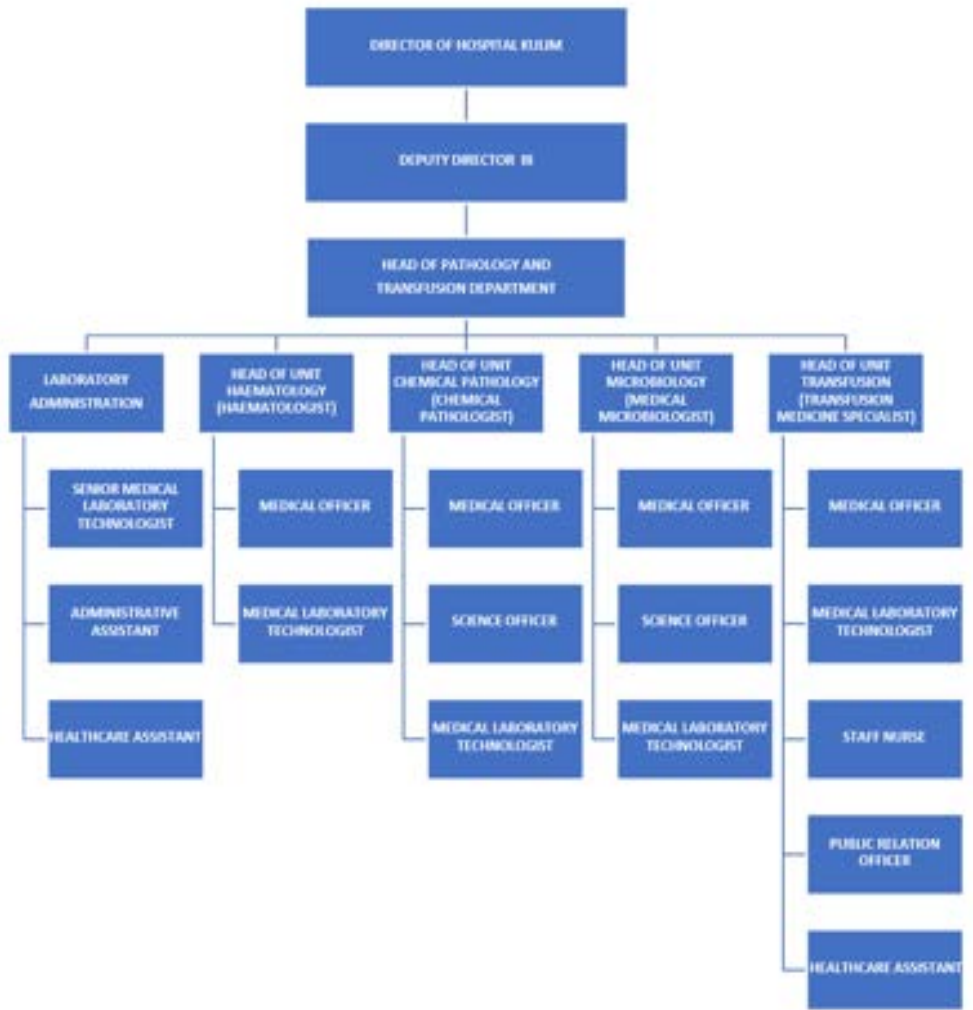 DIRECTOR OF HOSPITAL KULIM
DEPUTY DIRECTOR III
HEAD OF PATHOLOGY AND
TRANSFUSION DEPARTMENT
LABORATORY
ADMINISTRATION
HEAD OF UNIT
HAEMATOLOGY
(HAEMATOLOGIST)
HEAD OF UNIT
CHEMICAL PATHOLOGY
(CHEMICAL
PATHOLOGIST)
HEAD OF UNIT
MICROBIOLOGY
(MEDICAL
MICROBIOLOGIST)
HEAD OF UNIT
TRANSFUSION
(TRANSFUSION
MEDICINE SPECIALIST)
SENIOR MEDICAL
LABORATORY
TECHNOLOGIST
MEDICAL OFFICER
MEDICAL OFFICER
MEDICAL OFFICER
MEDICAL OFFICER
ADMINISTRATIVE
ASSISTANT
MEDICAL LABORATORY
TECHNOLOGIST
SCIENCE OFFICER
SCIENCE OFFICER
MEDICAL LABORATORY
TECHNOLOGIST
HEALTHCARE ASSISTANT
MEDICAL LABORATORY
TECHNOLOGIST
MEDICAL LABORATORY
TECHNOLOGIST
STAFF NURSE
PUBLIC RELATION
OFFICER
HEALTHCARE ASSISTANT